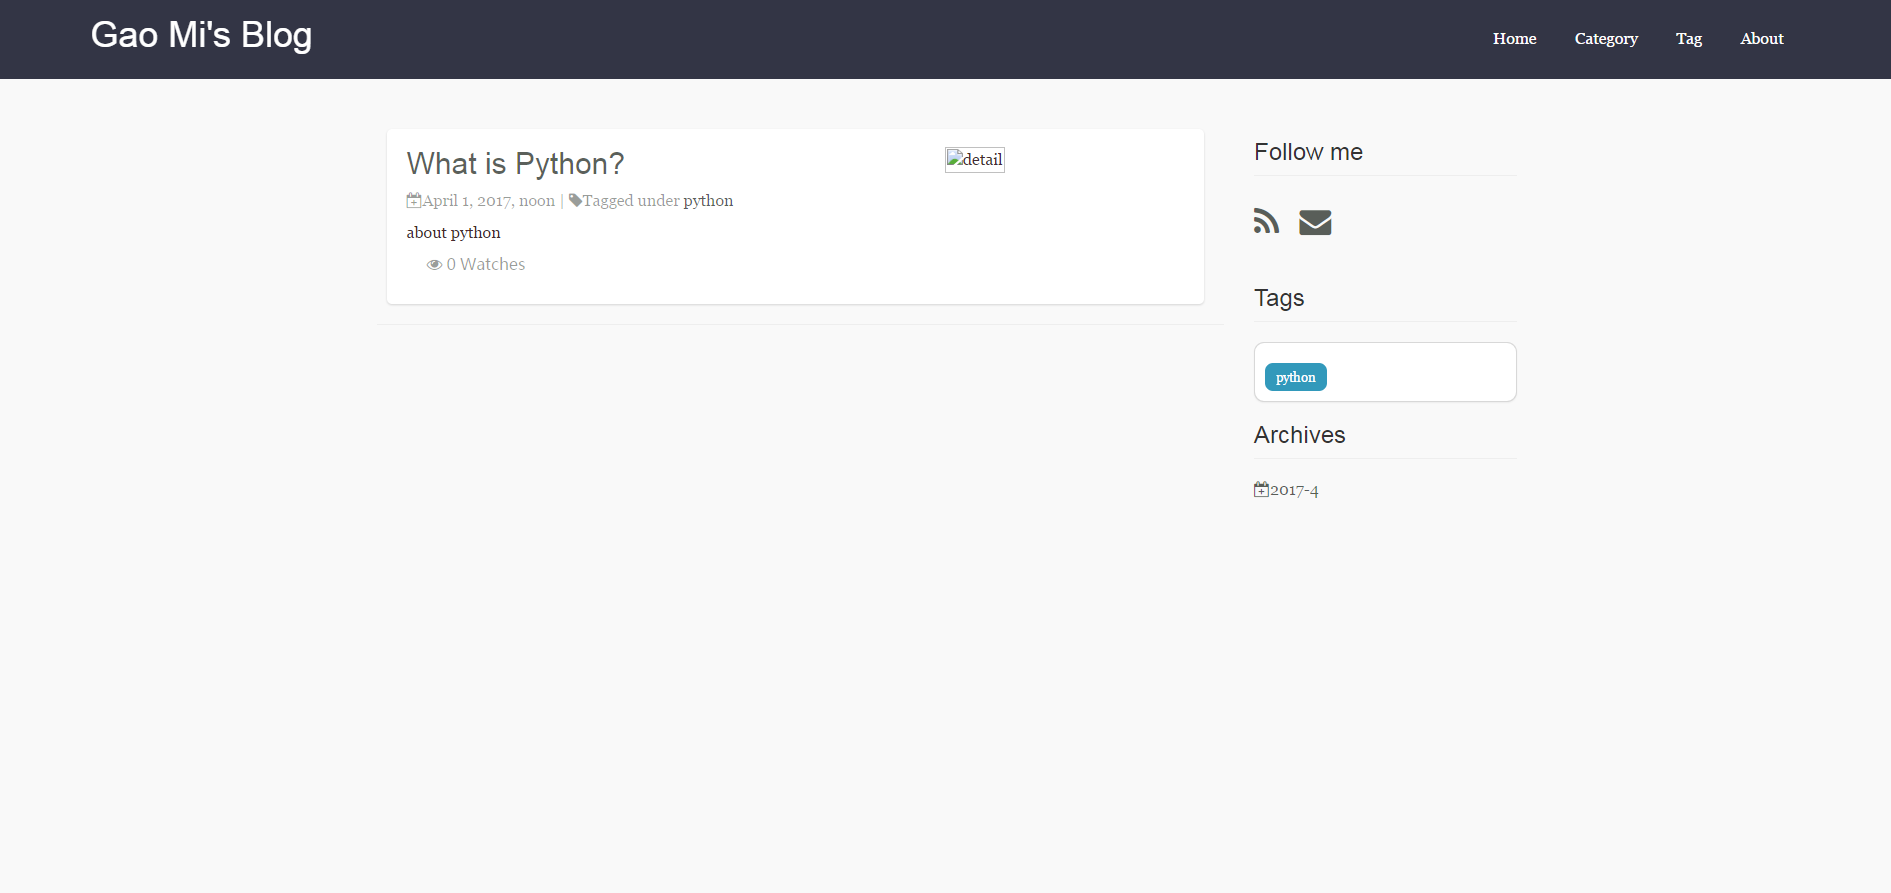 Gao Mi's Blog
Home Category Tag About
What is Python?
detail
April 1, 2017, noon | Tagged under python
about python
0 Watches
Follow me
Tags
python
Archives
2017-4